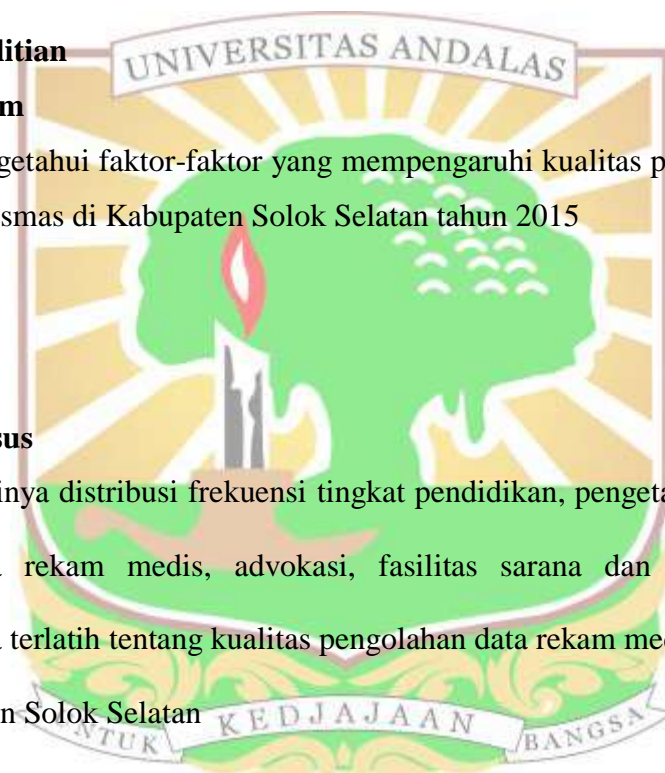 UNIVERSITAS ANDALAS
litian
m
getahui faktor-faktor yang mempengaruhi kualitas p
smas di Kabupaten Solok Selatan tahun 2015
sus
inya distribusi frekuensi tingkat pendidikan, pengeta
rekam medis, advokasi, fasilitas sarana dan
terlatih tentang kualitas pengolahan data rekam me
n Solok Selatan
NTUK KEDJAJAAN BANGSA